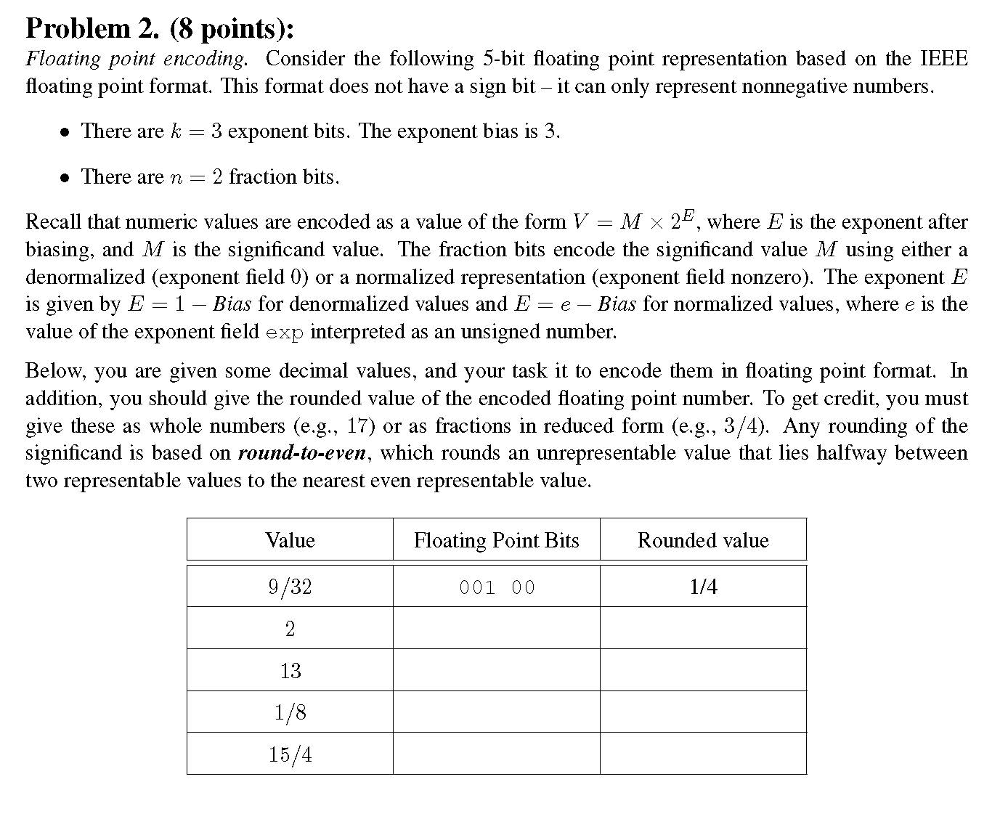 Problem 2. (8 points):
Floating point encoding. Consider the following 5-bit floating point representation based on the IEEE
floating point format. This format does not have a sign bit – it can only represent nonnegative numbers.
• There are k = 3 exponent bits. The exponent bias is 3.
• There are n = 2 fraction bits.
Recall that numeric values are encoded as a value of the form V = M × 2^E, where E is the exponent after
biasing, and M is the significand value. The fraction bits encode the significand value M using either a
denormalized (exponent field 0) or a normalized representation (exponent field nonzero). The exponent E
is given by E = 1 − Bias for denormalized values and E = e − Bias for normalized values, where e is the
value of the exponent field exp interpreted as an unsigned number.
Below, you are given some decimal values, and your task it to encode them in floating point format. In
addition, you should give the rounded value of the encoded floating point number. To get credit, you must
give these as whole numbers (e.g., 17) or as fractions in reduced form (e.g., 3/4). Any rounding of the
significand is based on round-to-even, which rounds an unrepresentable value that lies halfway between
two representable values to the nearest even representable value.
Value Floating Point Bits Rounded value
9/32 001 00 1/4
2
13
1/8
15/4